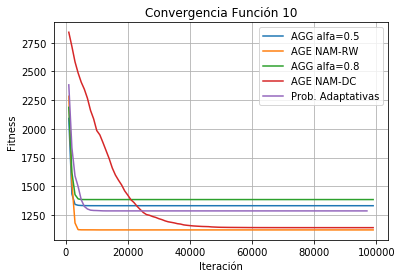 Convergencia Función 10
AGG alfa=0.5
AGE NAM-RW
AGG alfa=0.8
AGE NAM-DC
Prob. Adaptativas
Fitness
2750
2500
2250
2000
1750
1500
1250
0 20000 40000 60000 80000 100000
Iteración